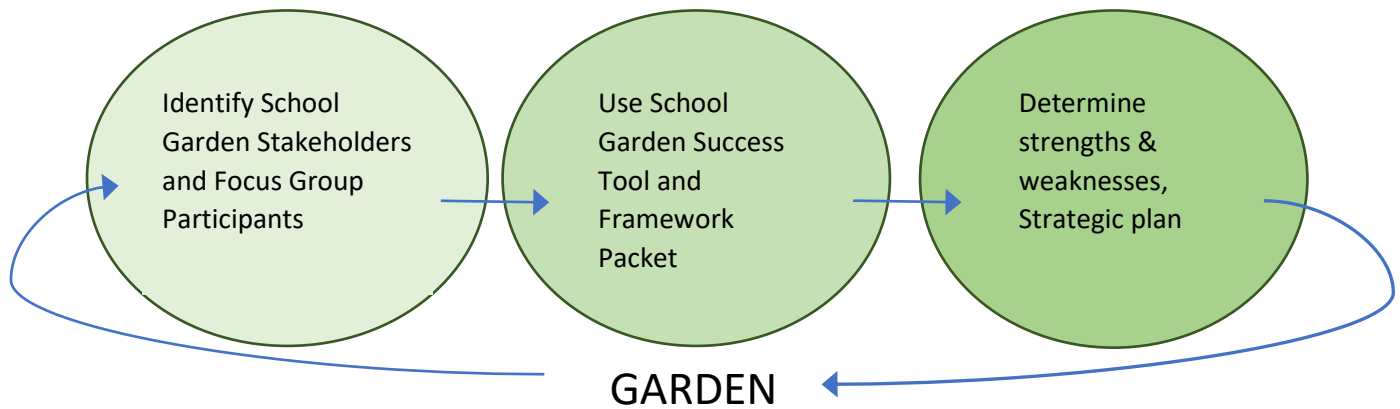 Identify School
Garden Stakeholders
and Focus Group
Participants
Use School
Garden Success
Tool and
Framework
Packet
Determine
strengths &
weaknesses,
Strategic plan
GARDEN